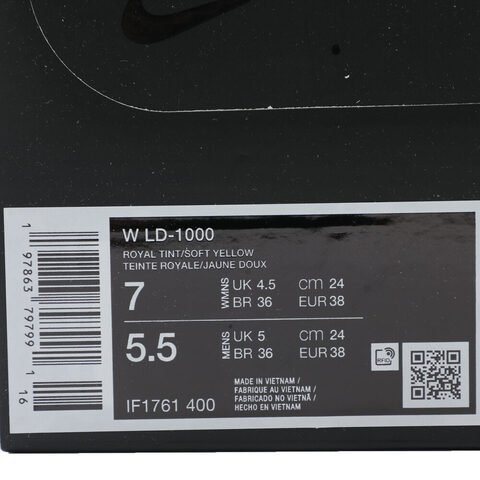 W LD-1000
ROYAL TINT/SOFT YELLOW
TEINTE ROYALE/JAUNE DOUX
7 WMNS UK 4.5 cm 24
BR 36 EUR 38
5.5 MENS UK 5 cm 24
BR 36 EUR 38
RFID
MADE IN VIETNAM /
FABRIQUE AU VIETNAM /
FABRICADO NO VIETNÃ /
HECHO EN VIETNAM
IF1761 400
1 97863 79799 1 16